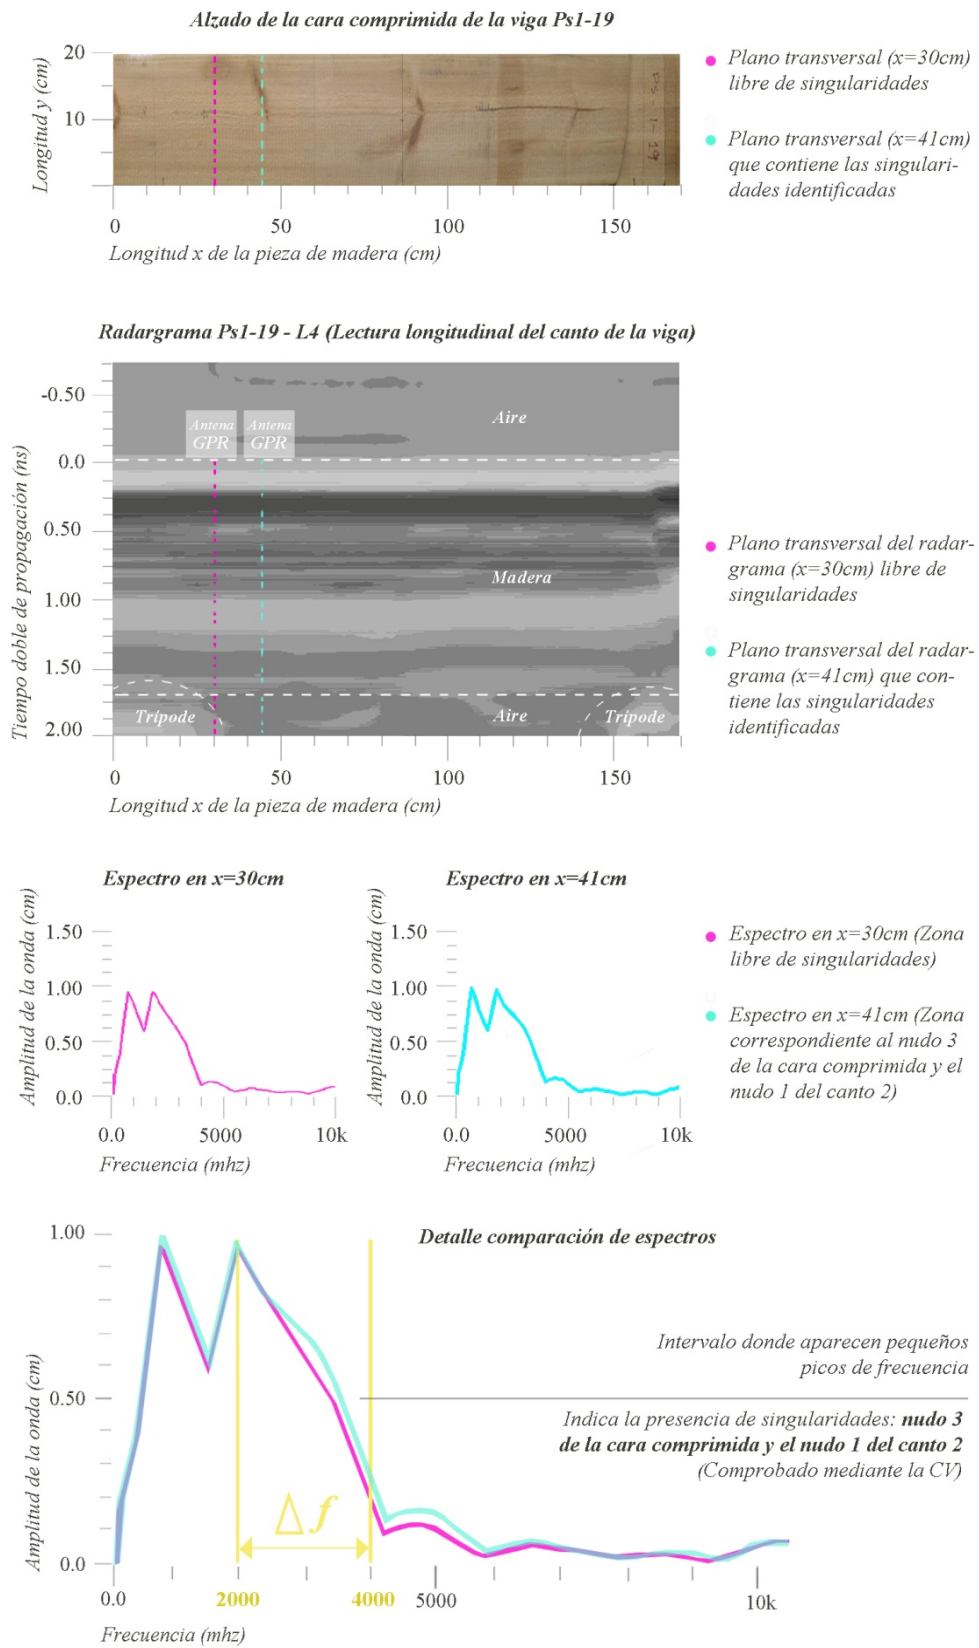 Alzado de la cara comprimida de la viga Ps1-19
Longitud y (cm)
20
10
0
50
100
150
Longitud x de la pieza de madera (cm)
Plano transversal (x=30cm)
libre de singularidades
Plano transversal (x=41cm)
que contiene las singulari-
dades identificadas
Radargrama Ps1-19 - L4 (Lectura longitudinal del canto de la viga)
Tiempo doble de propagación (ns)
-0.50
0.0
0.50
1.00
1.50
2.00
Antena
GPR
Antena
GPR
Aire
Madera
Trípode
Aire
Trípode
0
50
100
150
Longitud x de la pieza de madera (cm)
Plano transversal del radar-
grama (x=30cm) libre de
singularidades
Plano transversal del radar-
grama (x=41cm) que con-
tiene las singularidades
identificadas
Espectro en x=30cm
Amplitud de la onda (cm)
1.50
1.00
0.50
0.0
0.0
5000
10k
Frecuencia (mhz)
Espectro en x=41cm
Amplitud de la onda (cm)
1.50
1.00
0.50
0.0
0.0
5000
10k
Frecuencia (mhz)
Espectro en x=30cm (Zona
libre de singularidades)
Espectro en x=41cm (Zona
correspondiente al nudo 3
de la cara comprimida y el
nudo 1 del canto 2)
Detalle comparación de espectros
Amplitud de la onda (cm)
1.00
0.50
0.0
Intervalo donde aparecen pequeños
picos de frecuencia
Indica la presencia de singularidades: nudo 3
de la cara comprimida y el nudo 1 del canto 2
(Comprobado mediante la CV)
Δ f
0.0
2000
4000
5000
10k
Frecuencia (mhz)